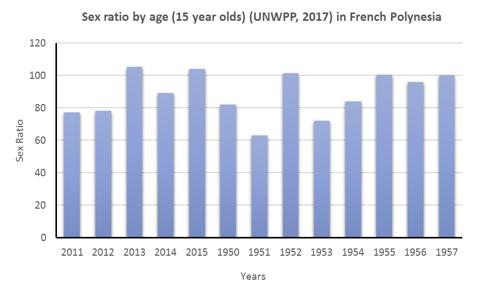 Sex ratio by age (15 year olds) (UNWPP, 2017) in French Polynesia
120
100
80
60
40
20
0
Sex Ratio
2011 2012 2013 2014 2015 1950 1951 1952 1953 1954 1955 1956 1957
Years